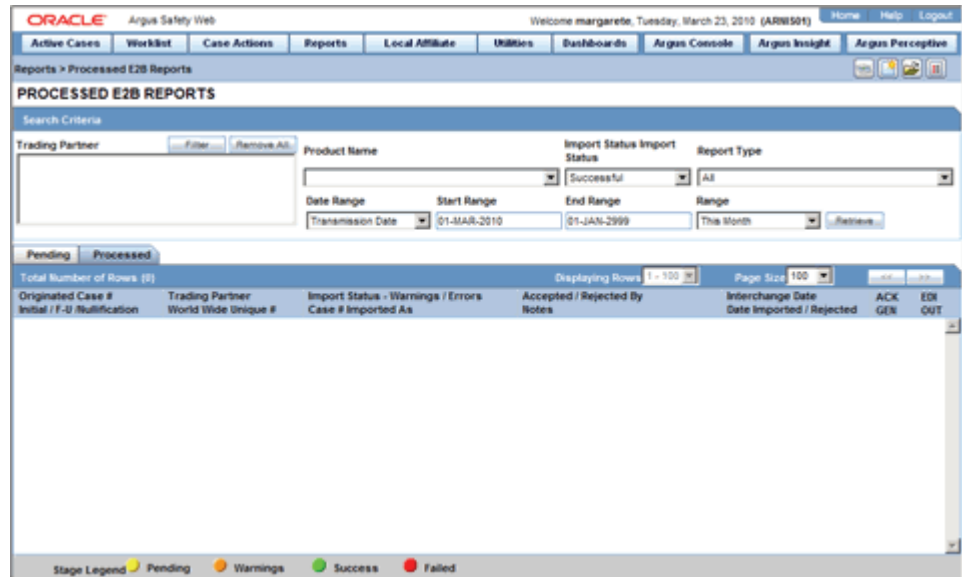 ORACLE Argus Safety Web Welcome margarete, Tuesday, March 23, 2010 (ARMIS01) Home Help Logout
Active Cases Worklist Case Actions Reports Local Affiliate Utilities Dashboards Argus Console Argus Insight Argus Perceptive
Reports > Processed E2B Reports
PROCESSED E2B REPORTS
Search Criteria
Trading Partner Filter... Remove All Product Name Import Status Import Status Report Type
Successful All
Date Range Start Range End Range Range
Transmission Date 01-MAR-2010 01-JAN-2999 This Month Retrieve
Pending Processed
Total Number of Rows (0) Displaying Rows 1 - 100 Page Size 100 << >>
Originated Case # Trading Partner Import Status - Warnings / Errors Accepted / Rejected By Interchange Date ACK EDI
Initial / F-U /Nullification World Wide Unique # Case # Imported As Notes Date Imported / Rejected GEN OUT
Stage Legend Pending Warnings Success Failed